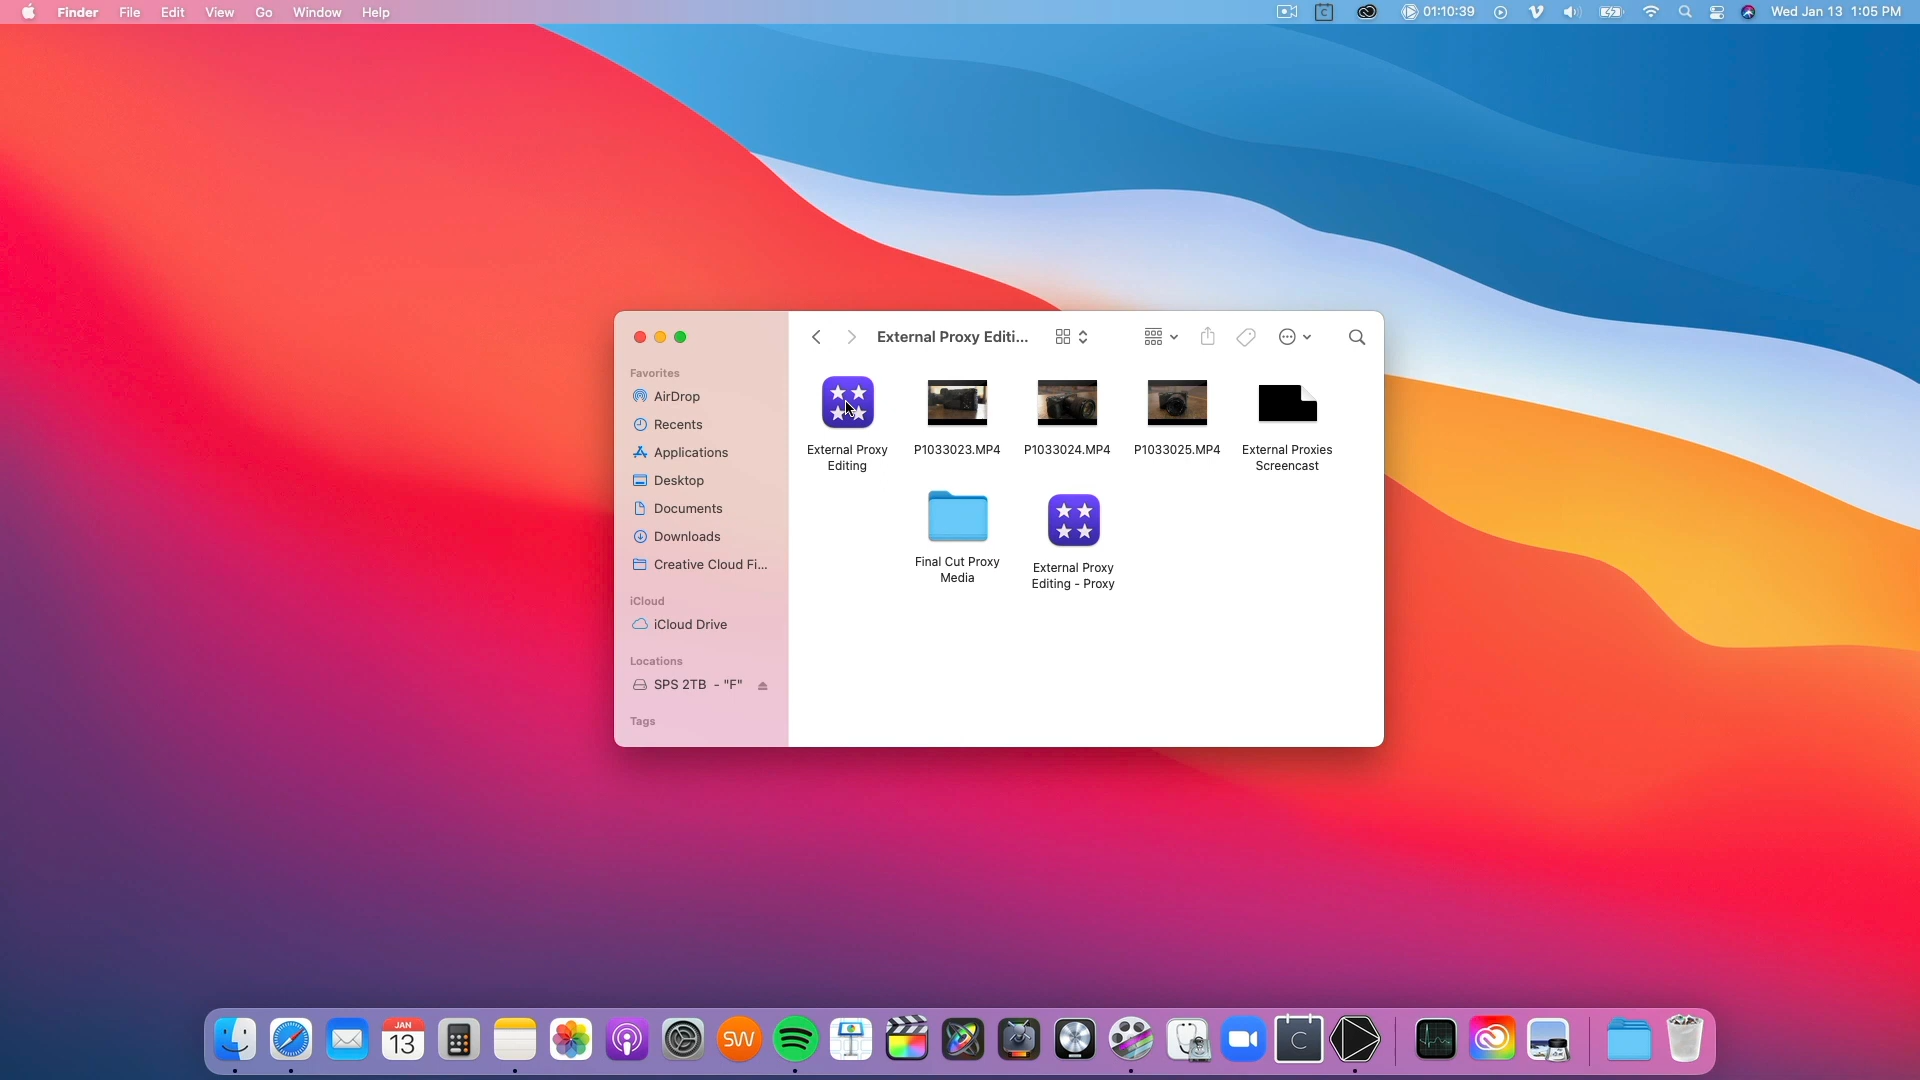 Finder File Edit View Go Window Help
01:10:39 Wed Jan 13 1:05 PM
External Proxy Editi...
Favorites
AirDrop
Recents
Applications
Desktop
Documents
Downloads
Creative Cloud Fi...
iCloud
iCloud Drive
Locations
SPS 2TB - "F"
Tags
External Proxy
Editing
P1033023.MP4
P1033024.MP4
P1033025.MP4
External Proxies
Screencast
Final Cut Proxy
Media
External Proxy
Editing - Proxy
JAN
13
SW
C